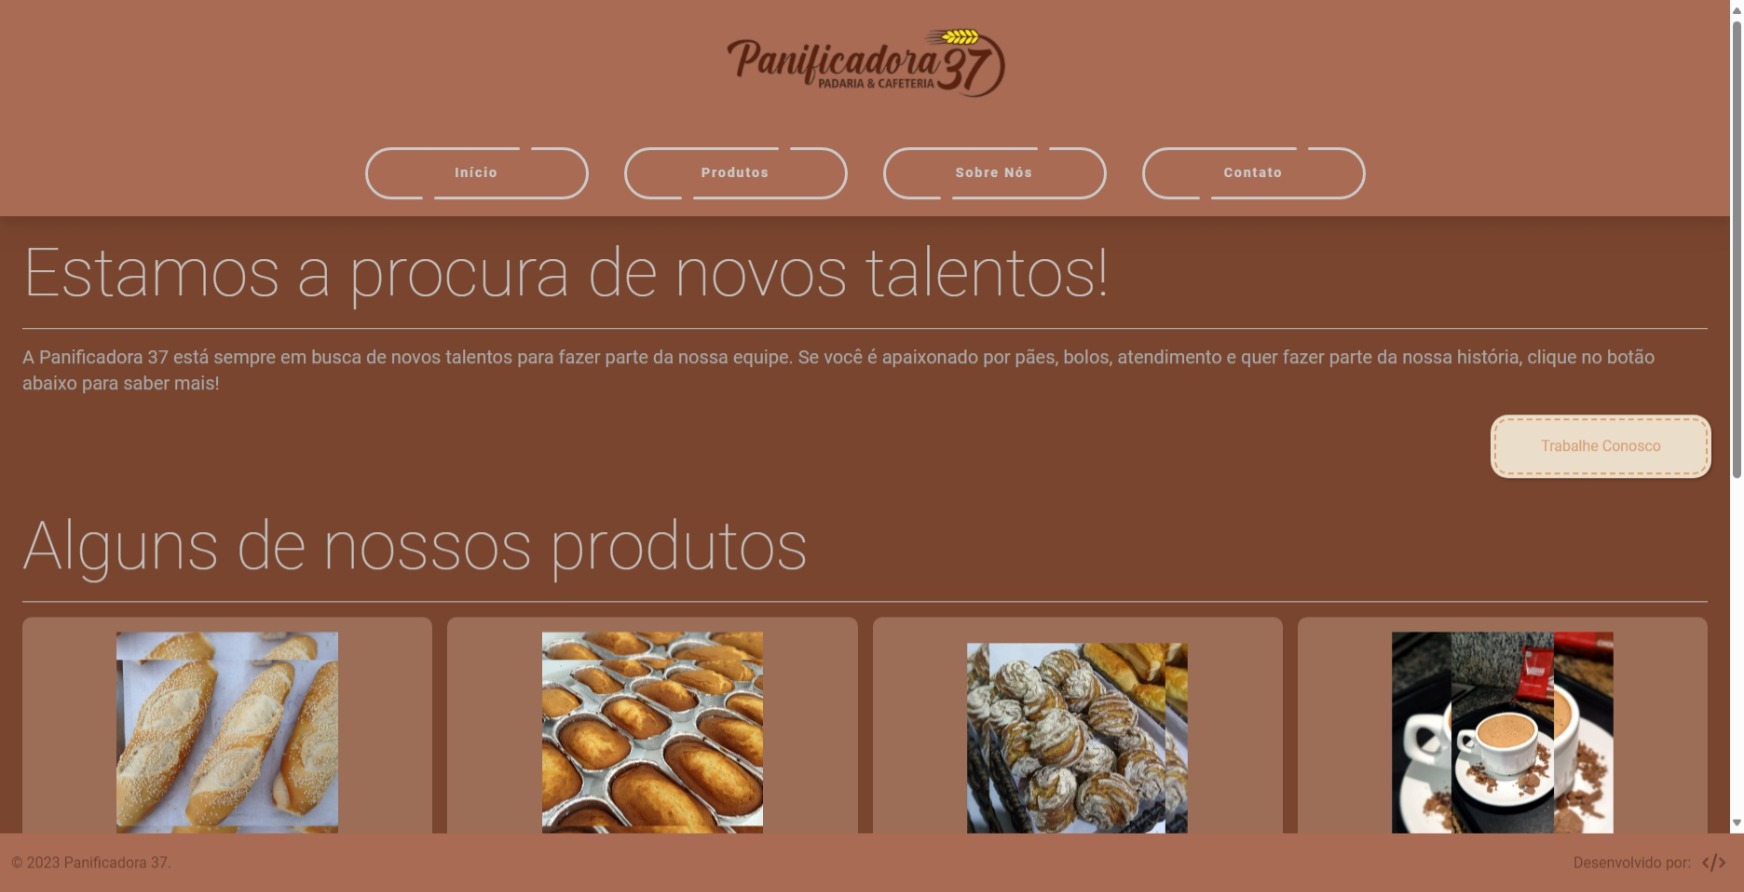 Panificadora 37
PADARIA & CAFETERIA
Início
Produtos
Sobre Nós
Contato
Estamos a procura de novos talentos!
A Panificadora 37 está sempre em busca de novos talentos para fazer parte da nossa equipe. Se você é apaixonado por pães, bolos, atendimento e quer fazer parte da nossa história, clique no botão
abaixo para saber mais!
Trabalhe Conosco
Alguns de nossos produtos
© 2023 Panificadora 37.
Desenvolvido por: </>